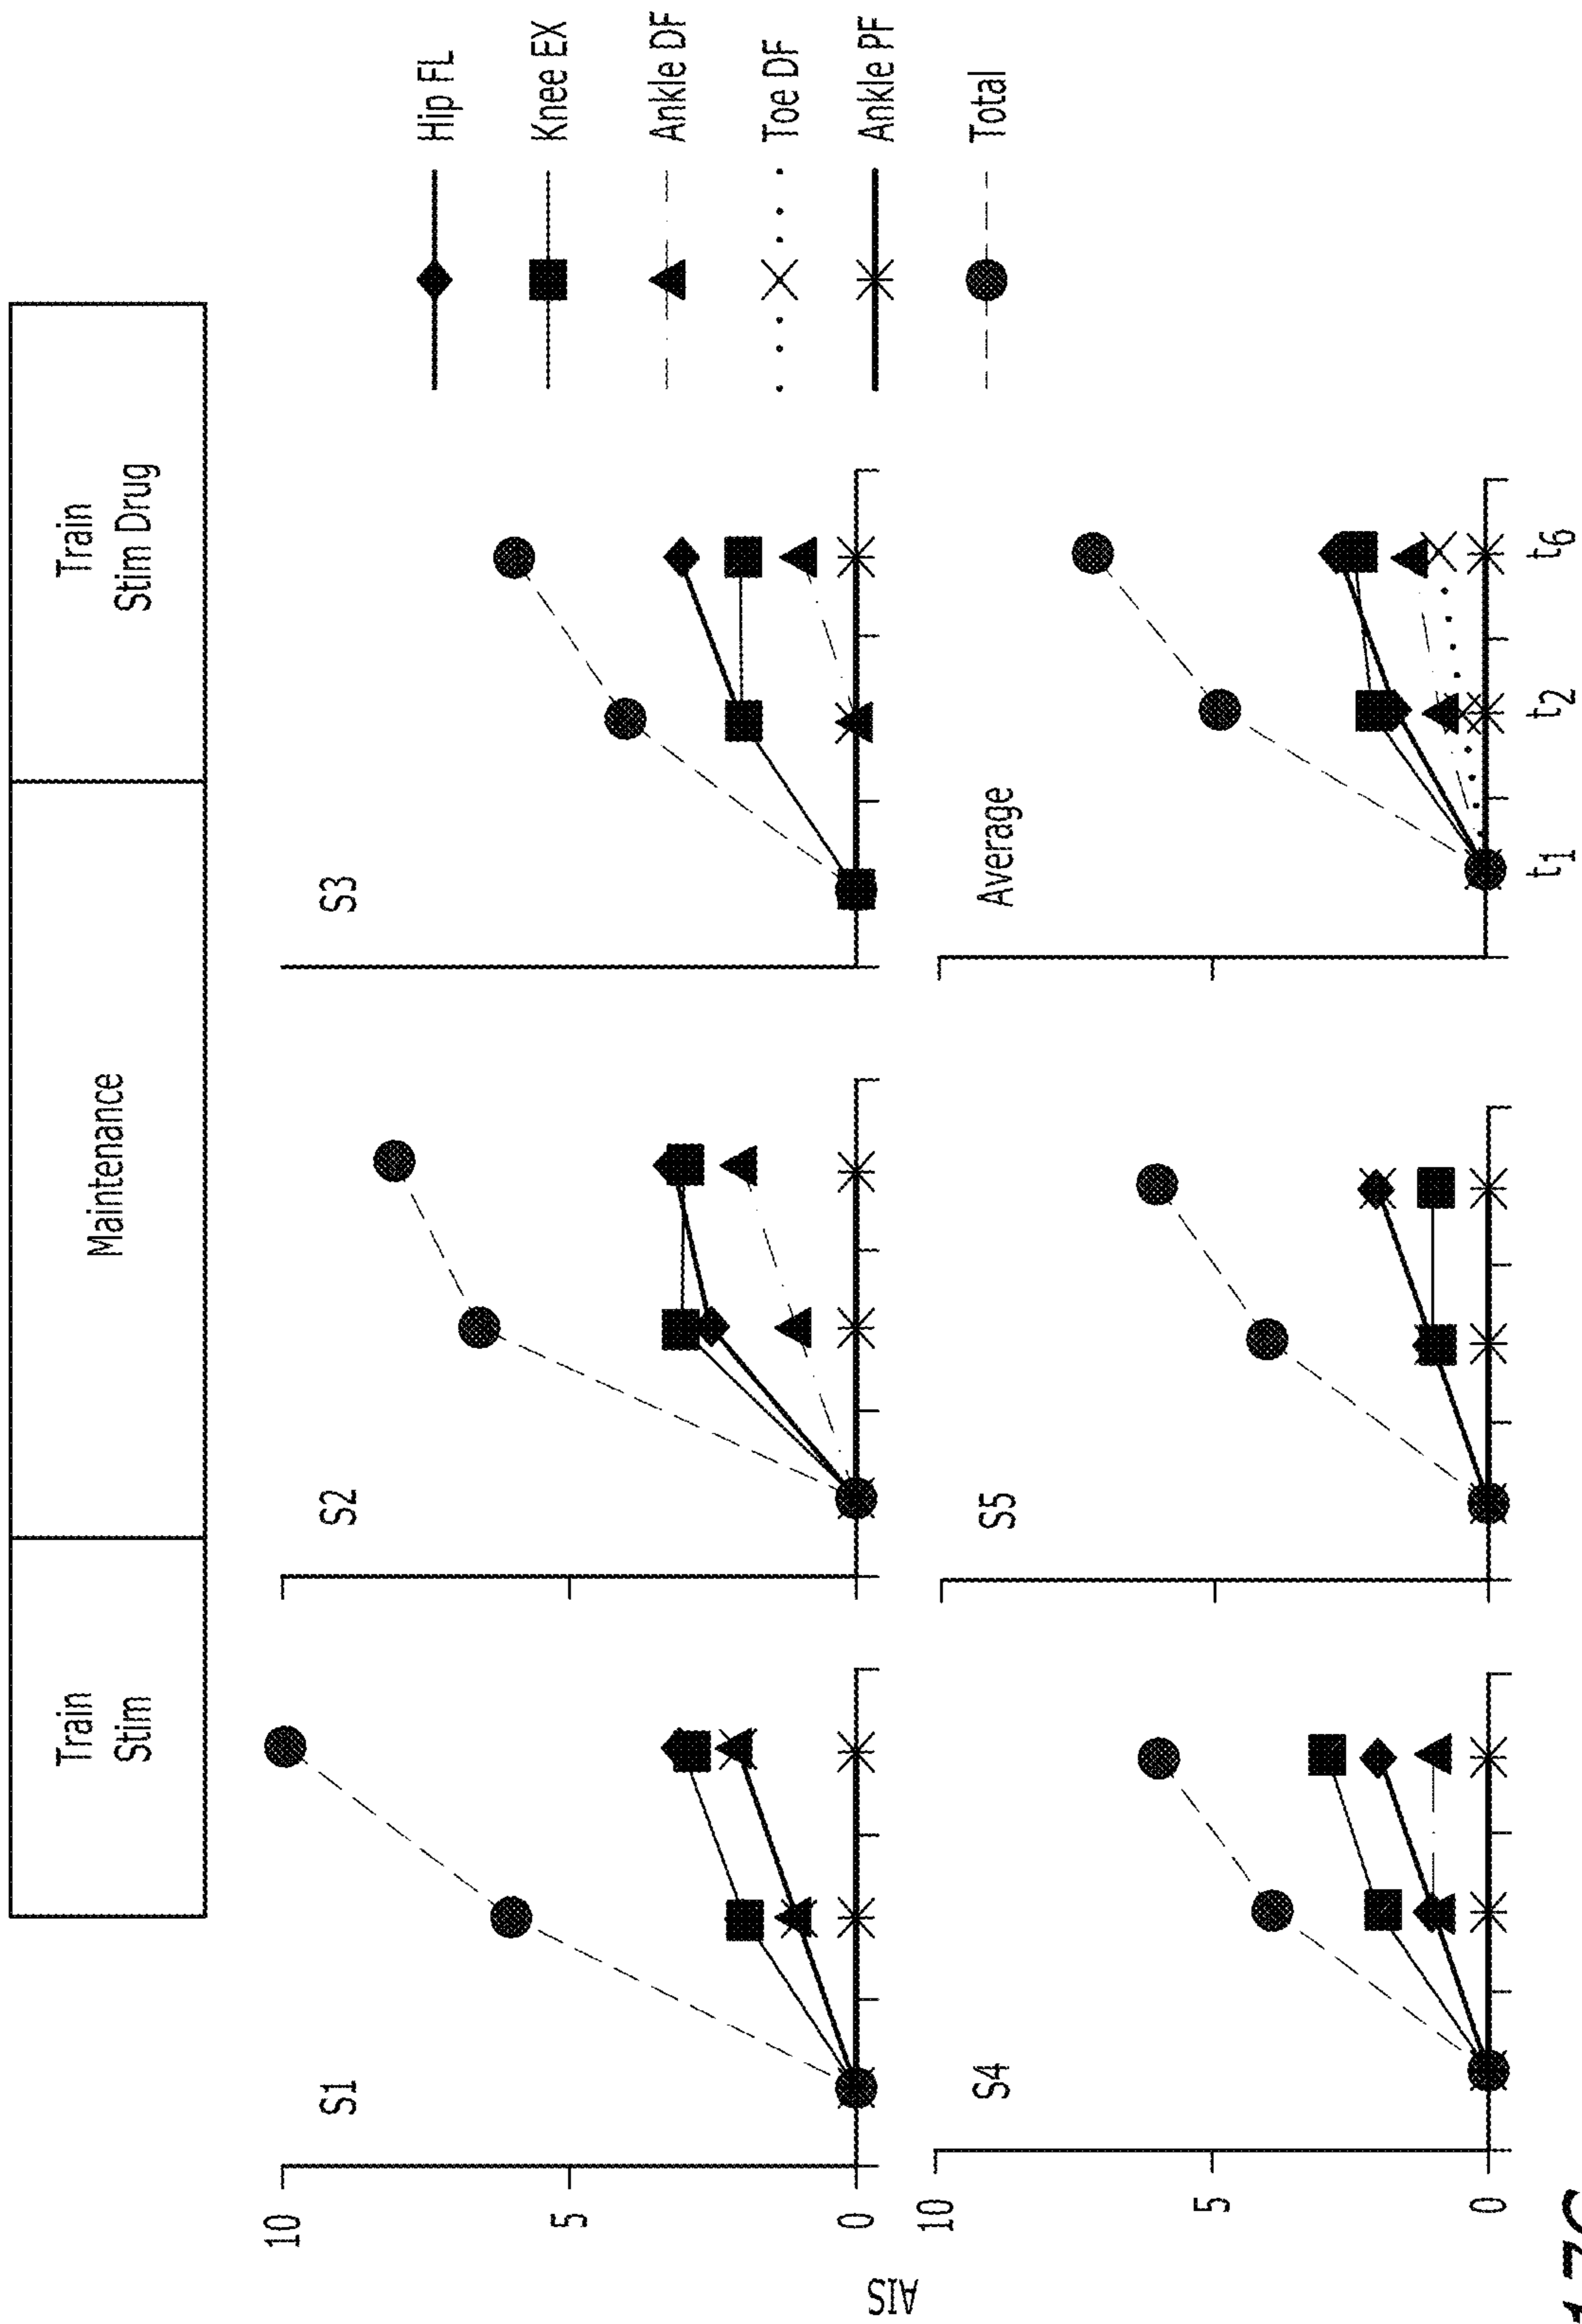 Train
Stim
Maintenance
Train
Stim Drug
S1
S2
S3
10
5
0
AIS
S4
S5
Average
10
5
0
t1
t2
t6
Hip FL
Knee EX
Ankle DF
Toe DF
Ankle PF
Total